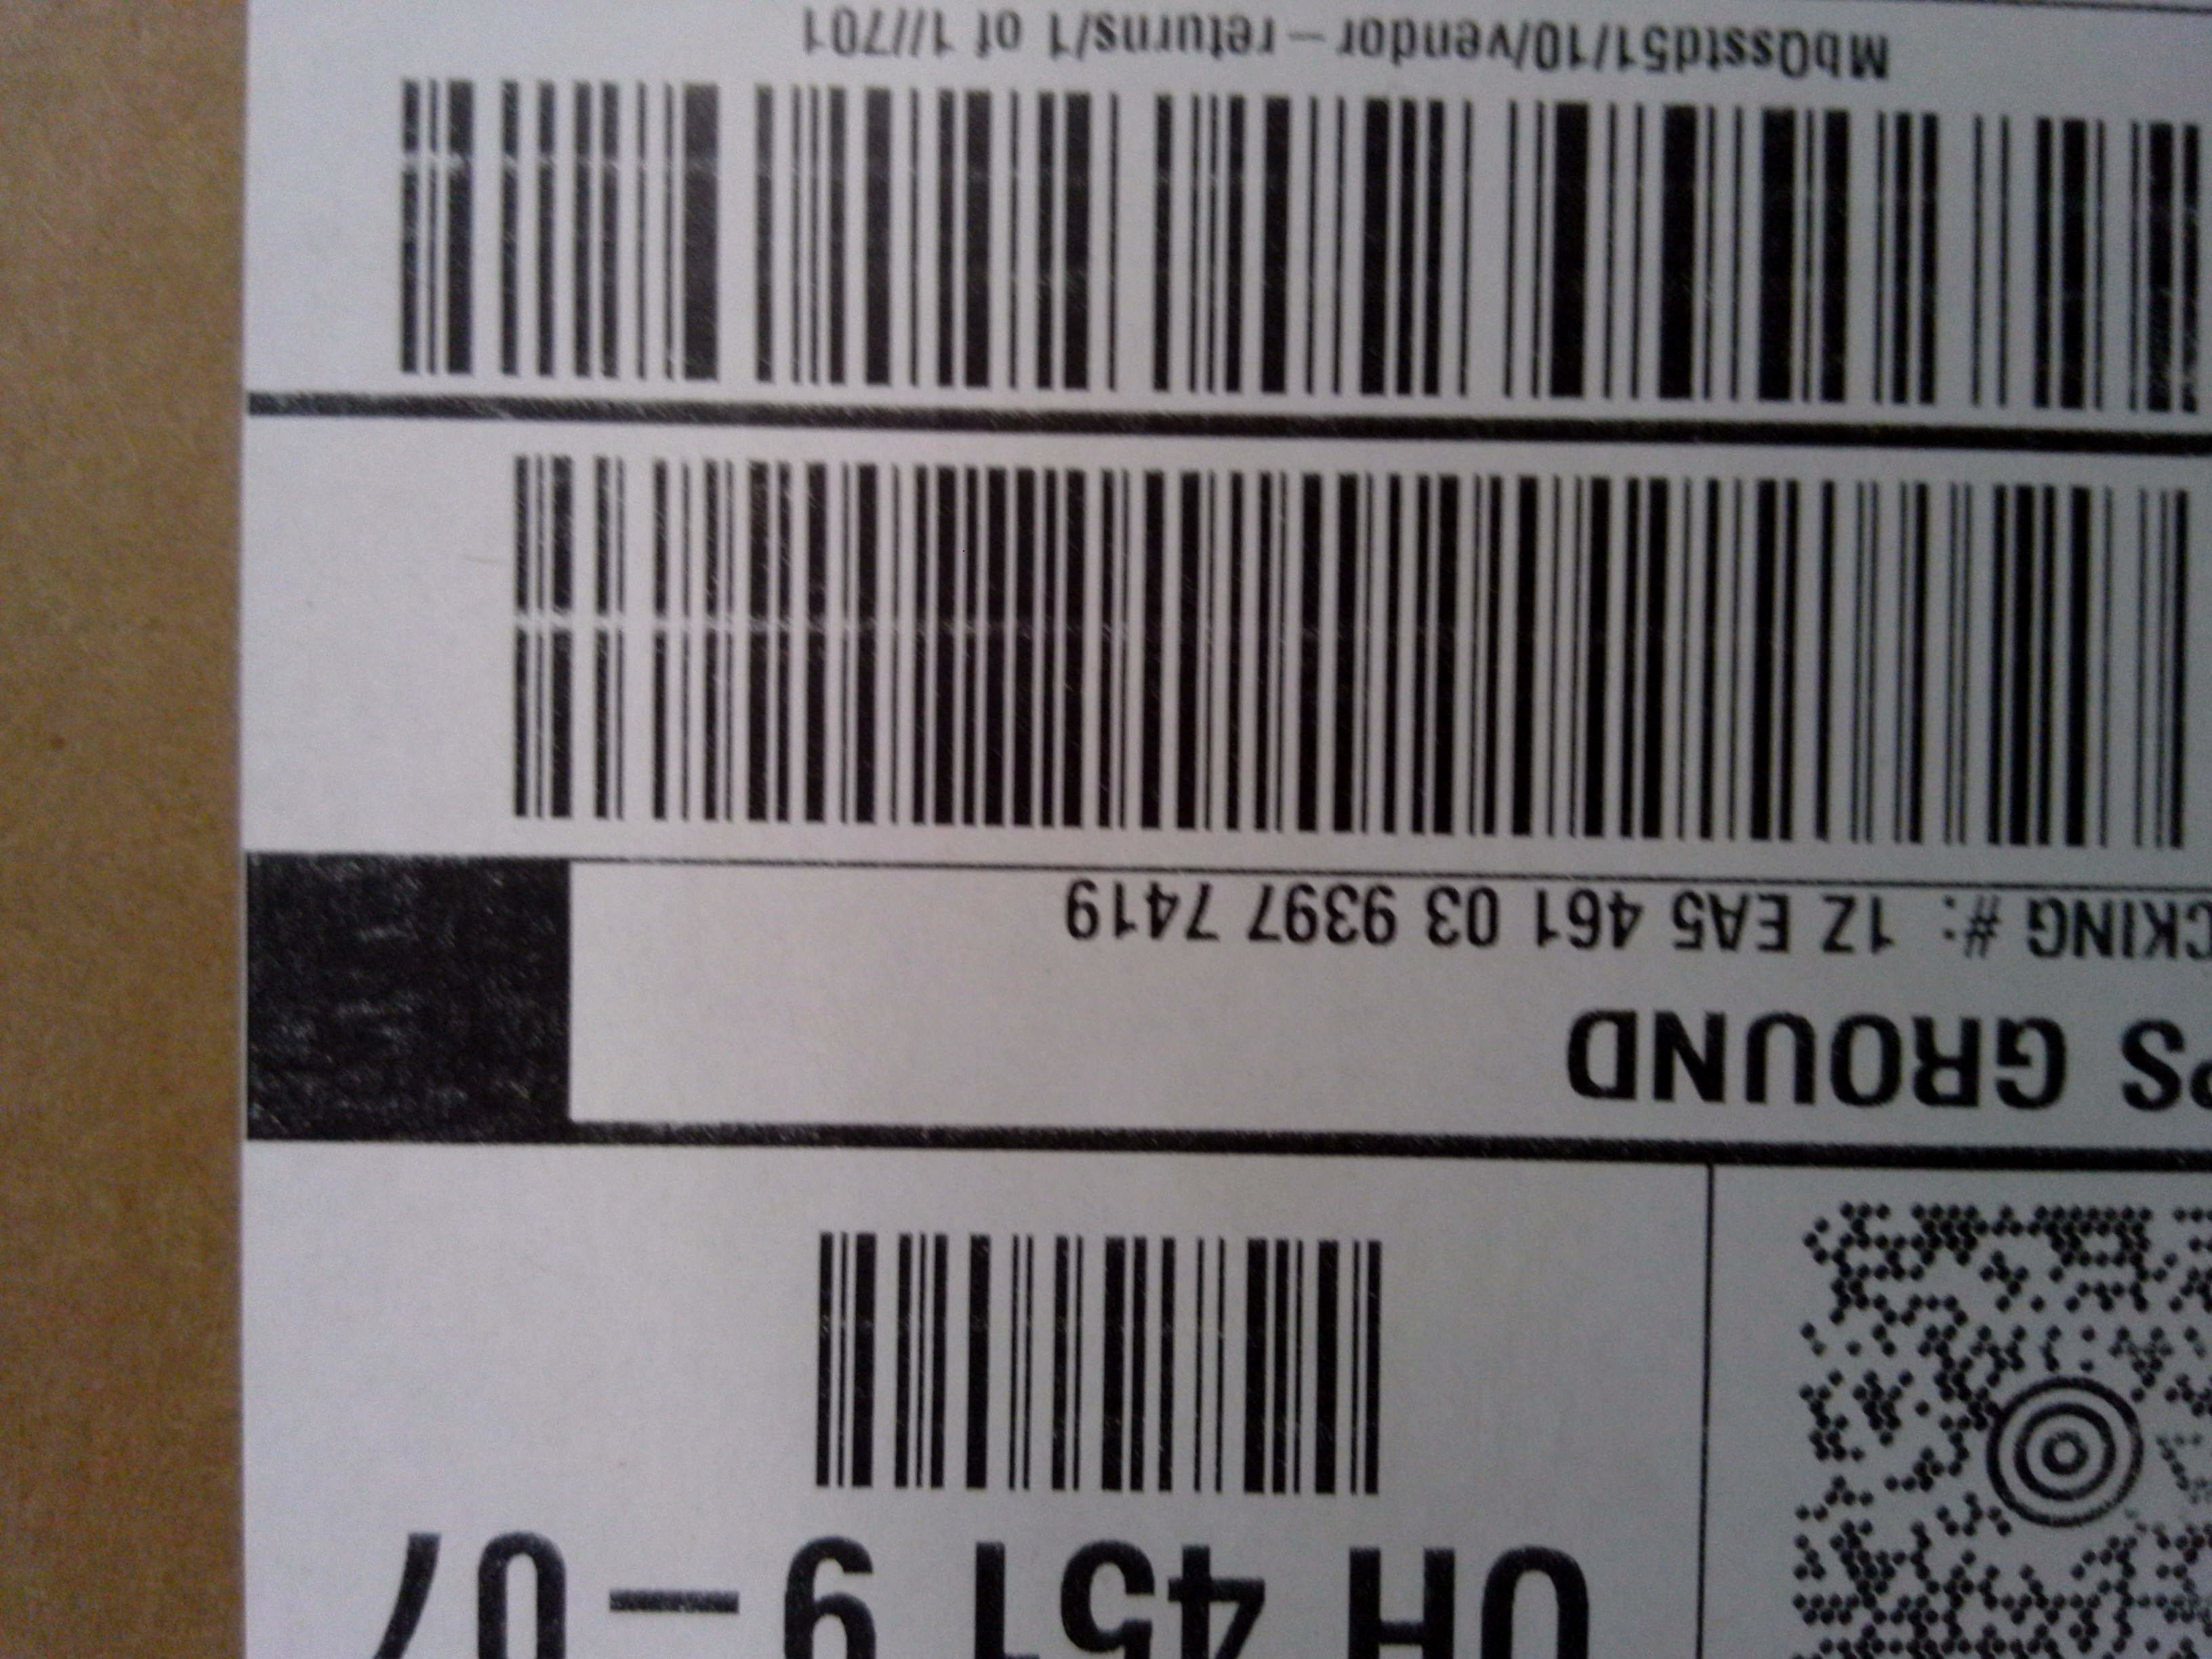 OH 451 9-07
PS GROUND
CKING #: 1Z EA5 461 03 9397 7419
MbQsstd51/10/vendor-returns/1 of 1//701